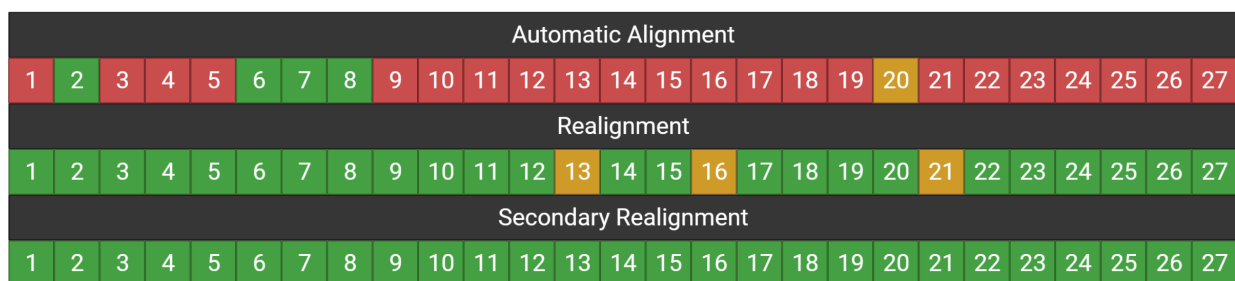 Automatic Alignment
1 2 3 4 5 6 7 8 9 10 11 12 13 14 15 16 17 18 19 20 21 22 23 24 25 26 27
Realignment
1 2 3 4 5 6 7 8 9 10 11 12 13 14 15 16 17 18 19 20 21 22 23 24 25 26 27
Secondary Realignment
1 2 3 4 5 6 7 8 9 10 11 12 13 14 15 16 17 18 19 20 21 22 23 24 25 26 27